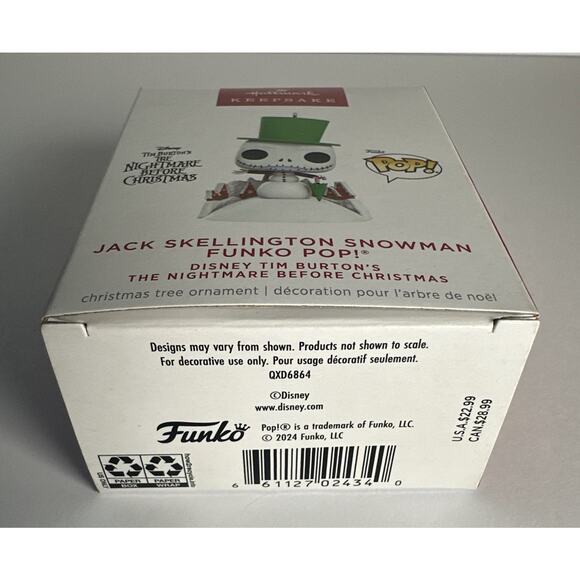 Hallmark
KEEPSAKE
Disney
TIM BURTON'S
THE
NIGHTMARE
BEFORE
CHRISTMAS
Funko
POP!
JACK SKELLINGTON SNOWMAN
FUNKO POP!®
DISNEY TIM BURTON'S
THE NIGHTMARE BEFORE CHRISTMAS
christmas tree ornament | décoration pour l'arbre de noël
Designs may vary from shown. Products not shown to scale.
For decorative use only. Pour usage décoratif seulement.
QXD6864
©Disney
www.disney.com
Funko
Pop!® is a trademark of Funko, LLC.
© 2024 Funko, LLC
U.S.A.$22.99
CAN.$28.99
PAPER
BOX
PAPER
WRAP
how2recycle.info
6 61127 02434 0